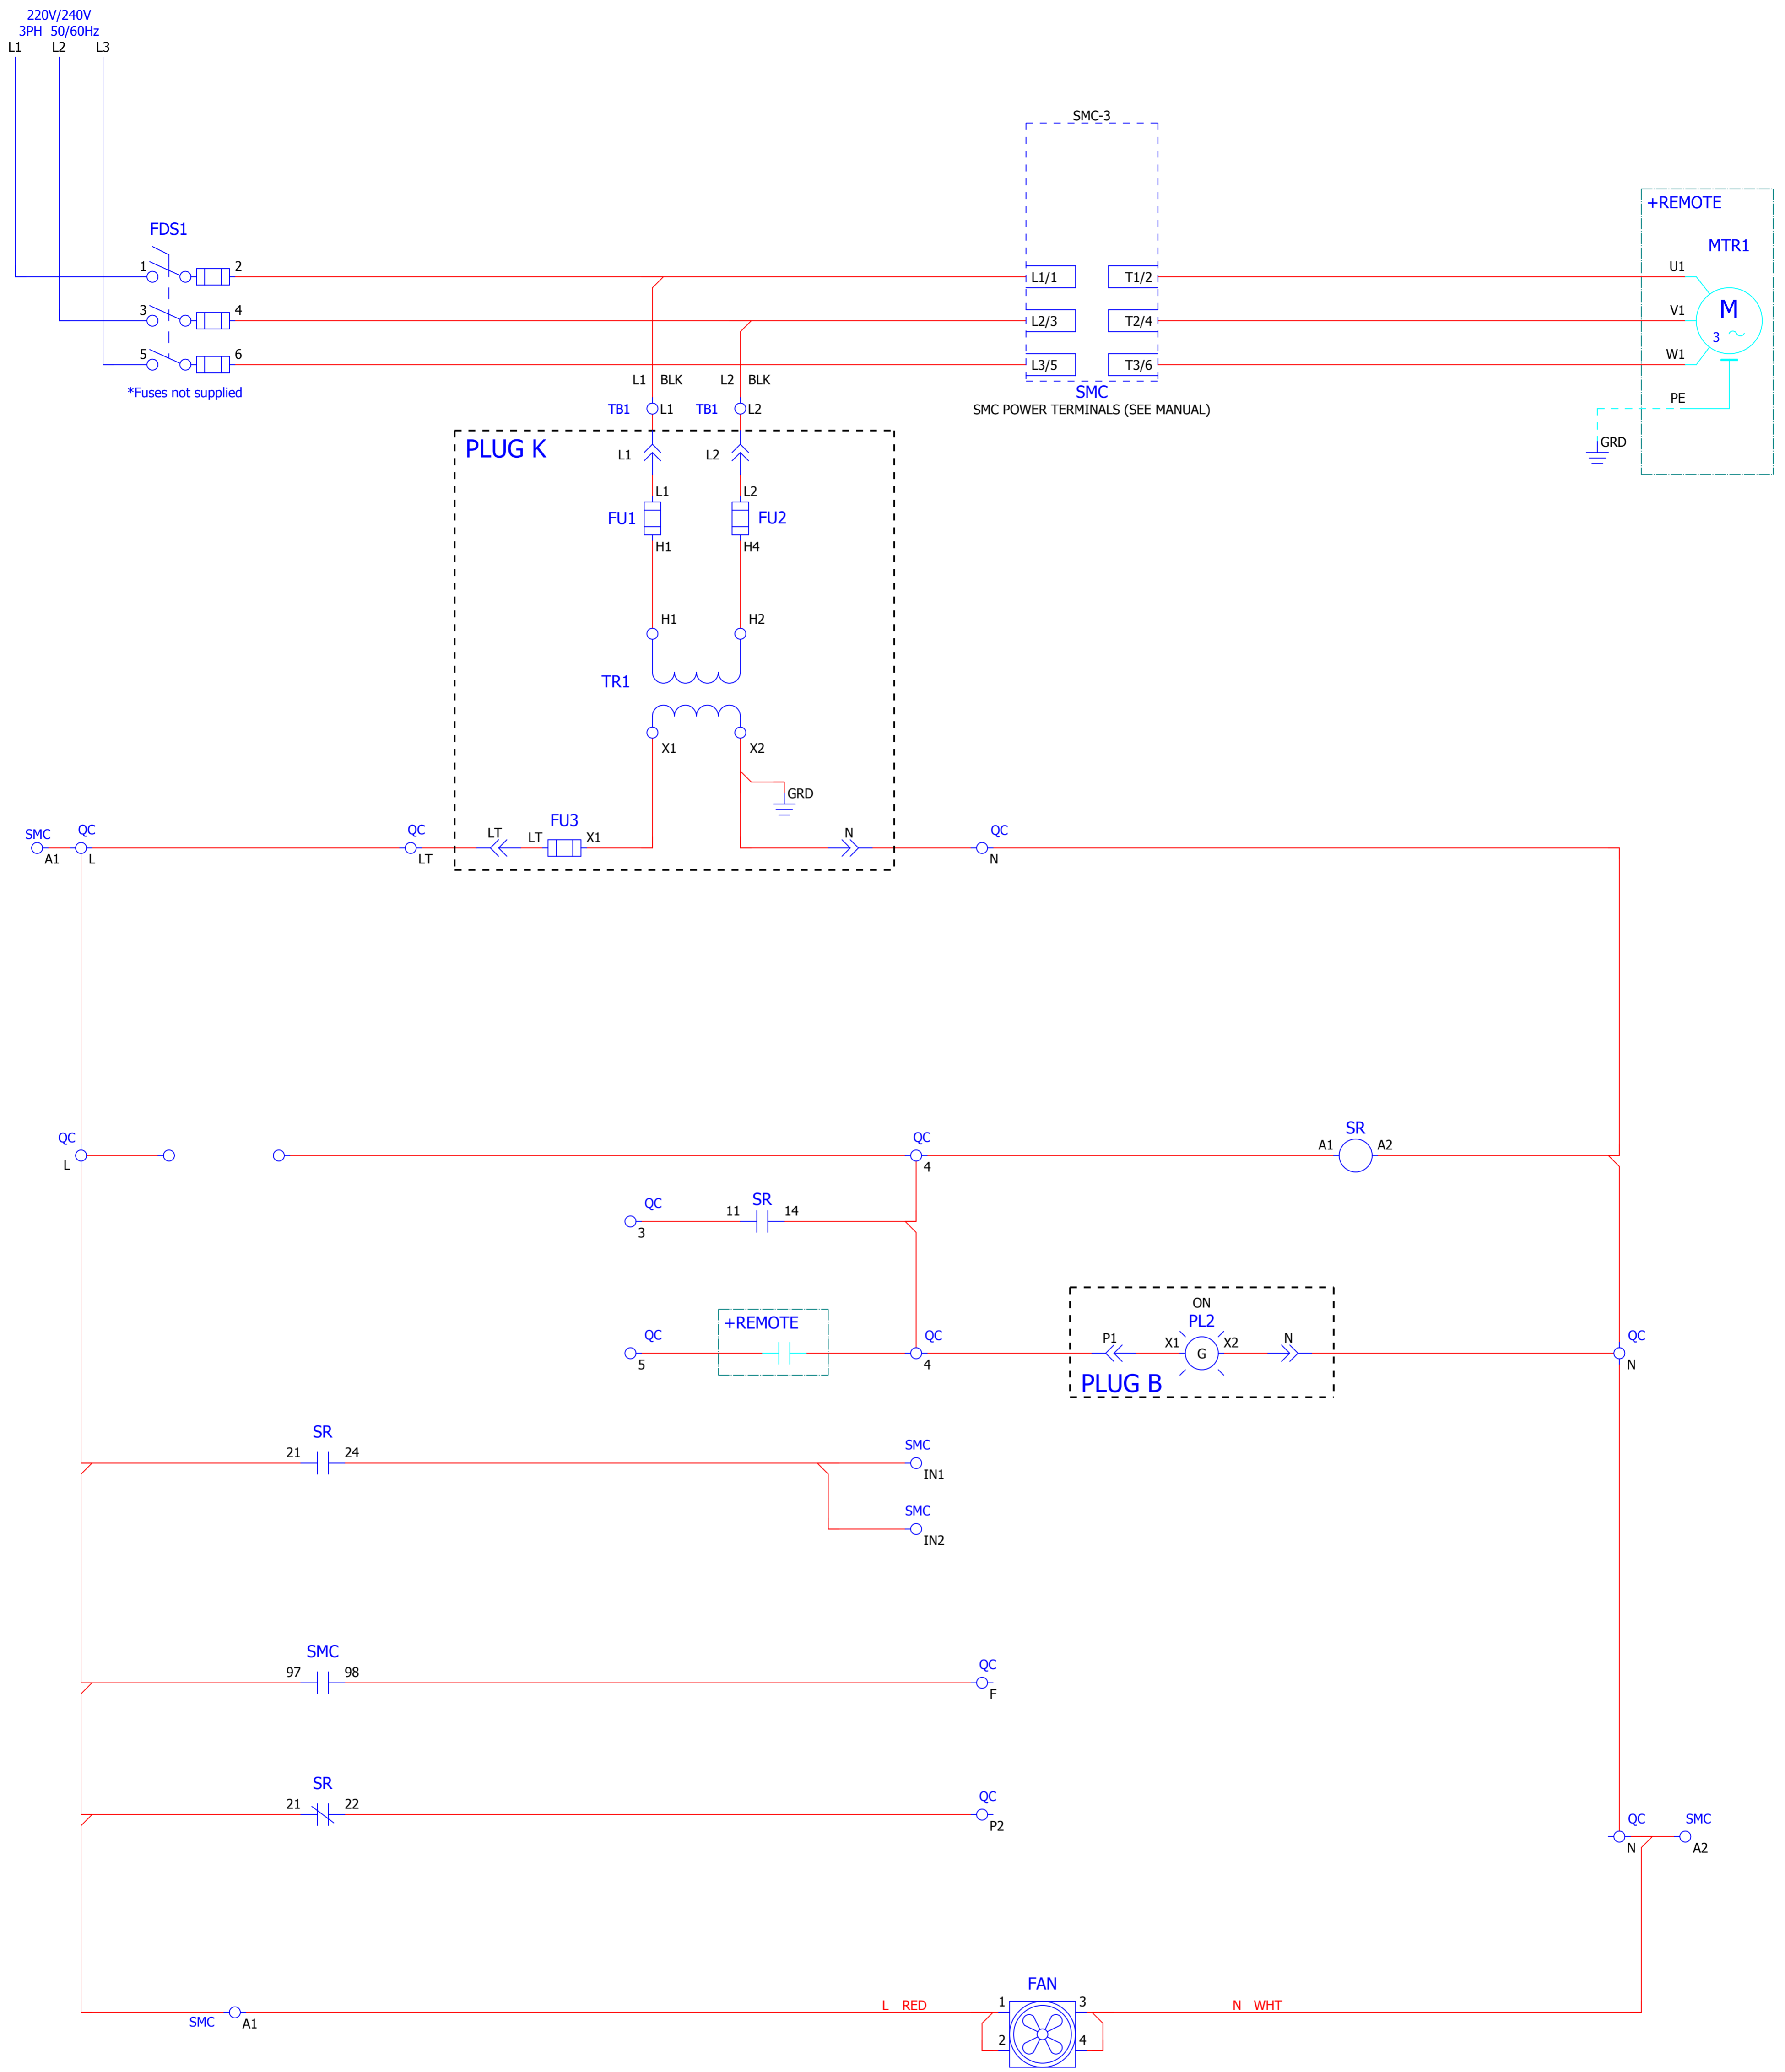 220V/240V
3PH 50/60Hz
L1 L2 L3
SMC-3
+REMOTE
FDS1
MTR1
1 2 L1/1 T1/2 U1
M
3 4 L2/3 T2/4 V1
3
5 6 L3/5 T3/6 W1
*Fuses not supplied
L1 BLK L2 BLK
SMC
PE
TB1 L1 TB1 L2
SMC POWER TERMINALS (SEE MANUAL)
GRD
PLUG K
L1 L2
L1 L2
FU1 FU2
H1 H4
H1 H2
TR1
X1 X2
GRD
SMC QC QC FU3 QC
LT LT X1 N
A1 L LT N
QC QC SR
A1 A2
L 4
QC SR
11 14
3
ON
+REMOTE PL2
QC QC P1 X1 X2 N QC
G
5 4 N
PLUG B
SR
21 24 SMC
IN1
SMC
IN2
SMC
97 98 QC
F
SR
21 22 QC
P2
QC SMC
N A2
FAN
L RED 1 3 N WHT
SMC A1
2 4